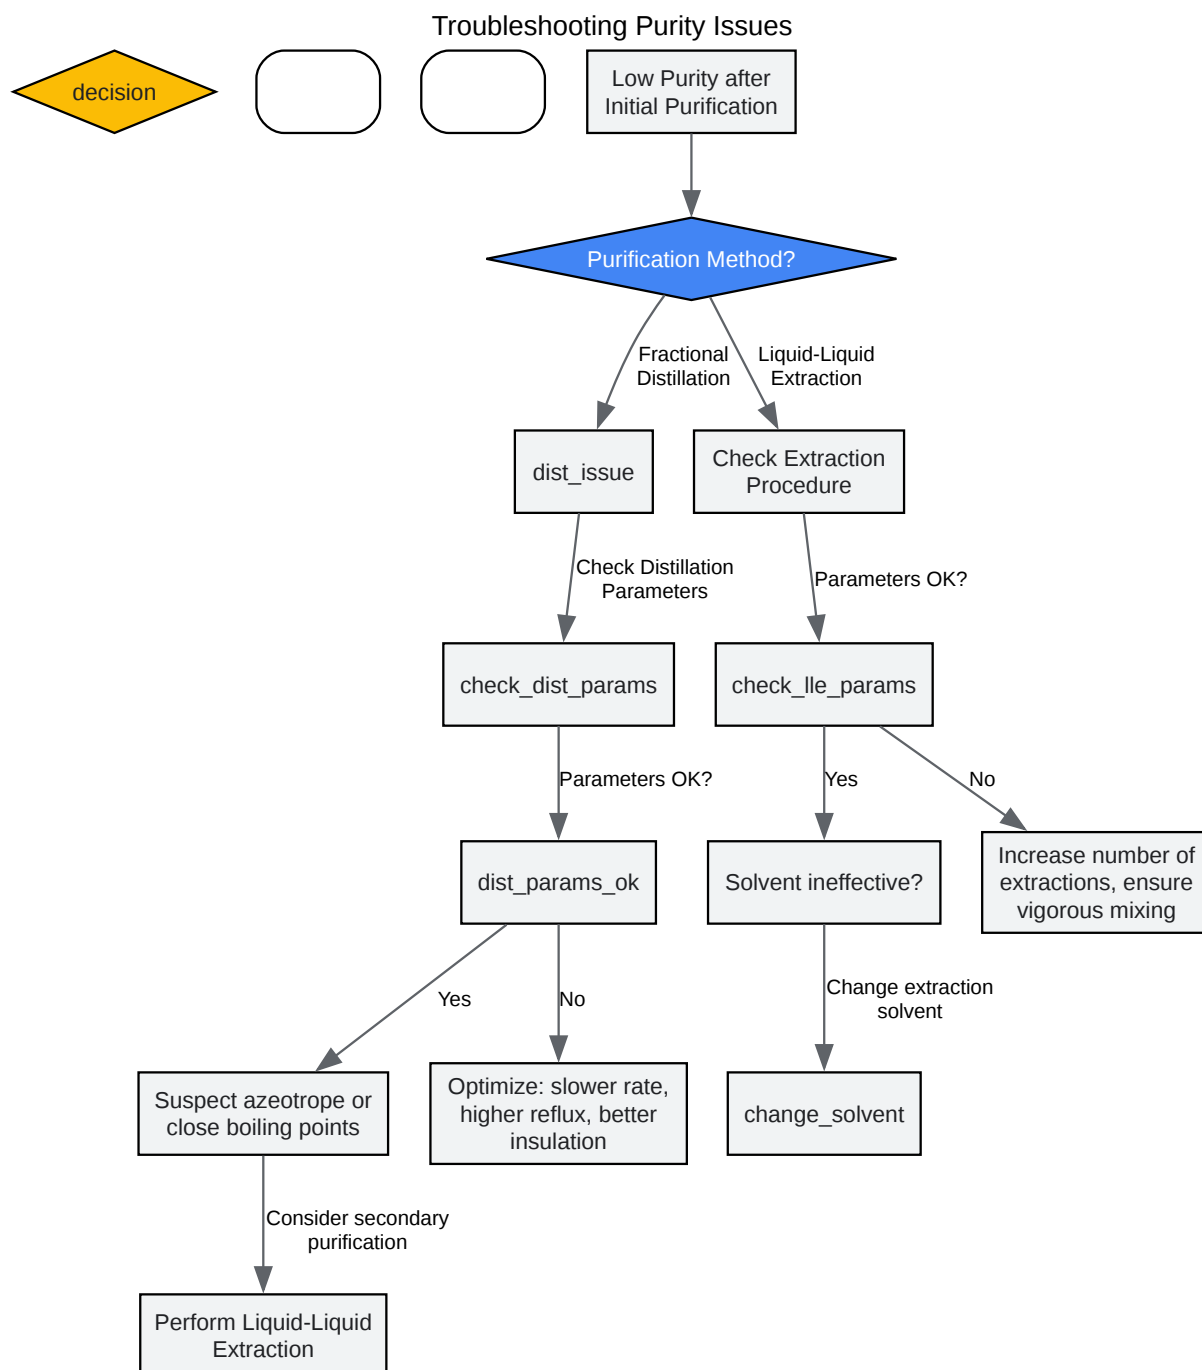 Troubleshooting Purity Issues
decision
Low Purity after
Initial Purification
Purification Method?
Fractional
Distillation
Liquid-Liquid
Extraction
dist_issue
Check Extraction
Procedure
Check Distillation
Parameters
Parameters OK?
check_dist_params
check_lle_params
Parameters OK?
Yes
No
dist_params_ok
Solvent ineffective?
Increase number of
extractions, ensure
vigorous mixing
Yes
No
Change extraction
solvent
Suspect azeotrope or
close boiling points
Optimize: slower rate,
higher reflux, better
insulation
change_solvent
Consider secondary
purification
Perform Liquid-Liquid
Extraction